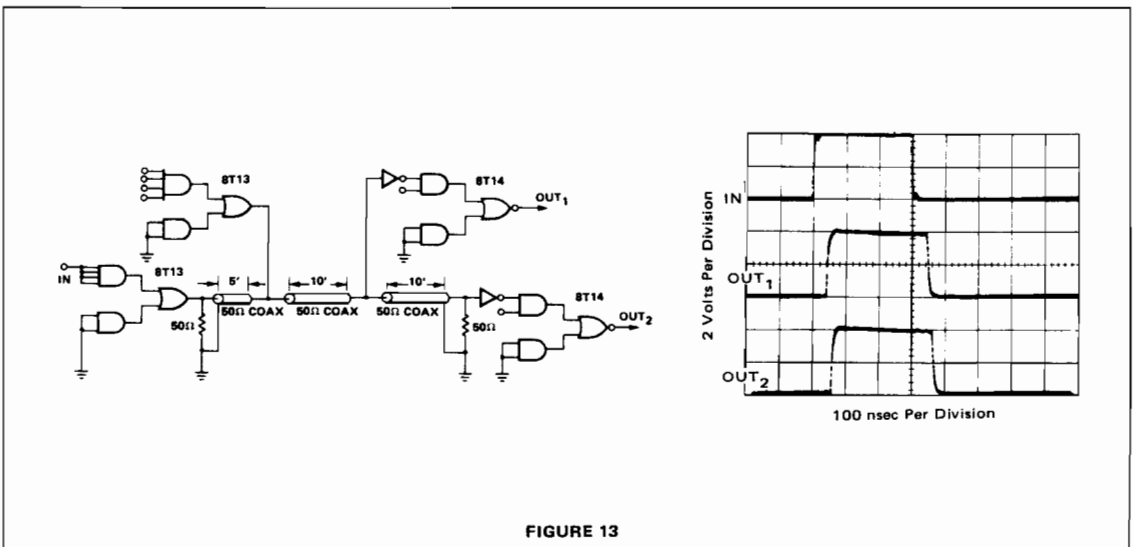 8T13
8T14
OUT1
IN
8T13
5'
10'
10'
8T14
50Ω COAX
50Ω COAX
50Ω COAX
OUT2
50Ω
50Ω
2 Volts Per Division
IN
OUT1
OUT2
100 nsec Per Division
FIGURE 13